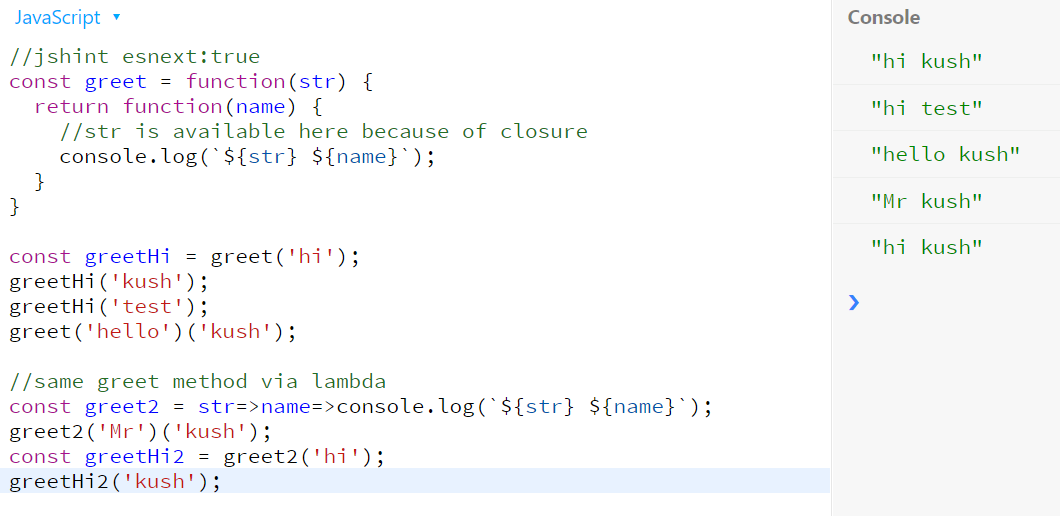 JavaScript ▾
//jshint esnext:true
const greet = function(str) {
  return function(name) {
    //str is available here because of closure
    console.log(`${str} ${name}`);
  }
}

const greetHi = greet('hi');
greetHi('kush');
greetHi('test');
greet('hello')('kush');

//same greet method via lambda
const greet2 = str=>name=>console.log(`${str} ${name}`);
greet2('Mr')('kush');
const greetHi2 = greet2('hi');
greetHi2('kush');
Console
"hi kush"
"hi test"
"hello kush"
"Mr kush"
"hi kush"
❯